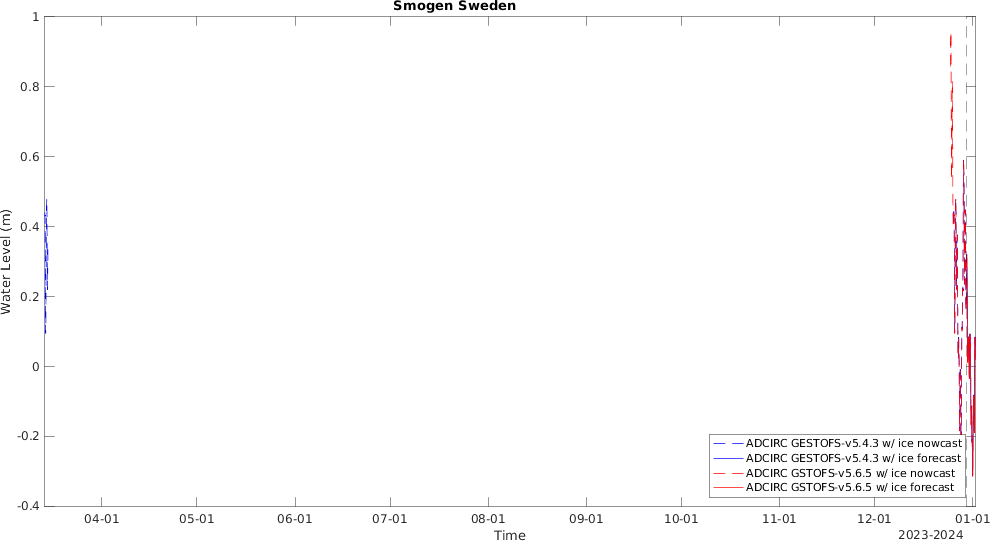 Smogen Sweden
1
0.8
0.6
0.4
0.2
0
-0.2
-0.4
Water Level (m)
ADCIRC GESTOFS-v5.4.3 w/ ice nowcast
ADCIRC GESTOFS-v5.4.3 w/ ice forecast
ADCIRC GSTOFS-v5.6.5 w/ ice nowcast
ADCIRC GSTOFS-v5.6.5 w/ ice forecast
04-01 05-01 06-01 07-01 08-01 09-01 10-01 11-01 12-01 01-01
Time
2023-2024